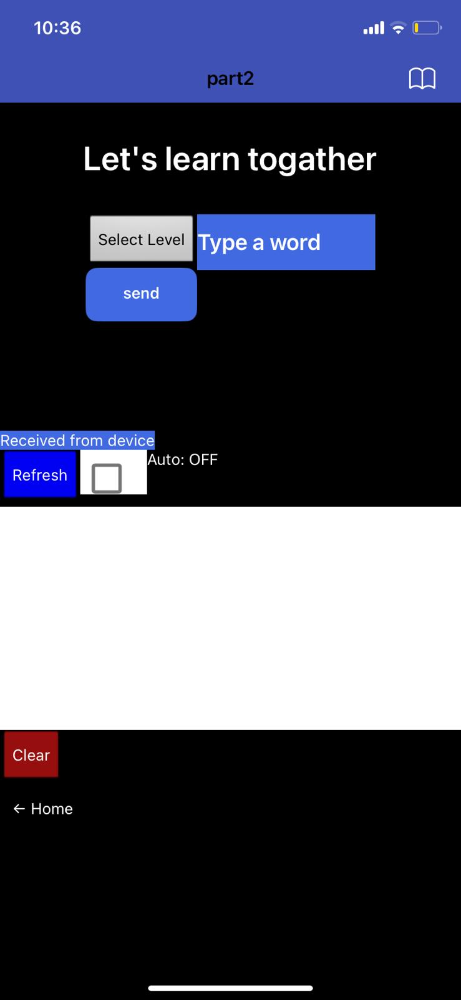 10:36
part2
Let's learn togather
Select Level
Type a word
send
Received from device
Refresh
Auto: OFF
Clear
← Home